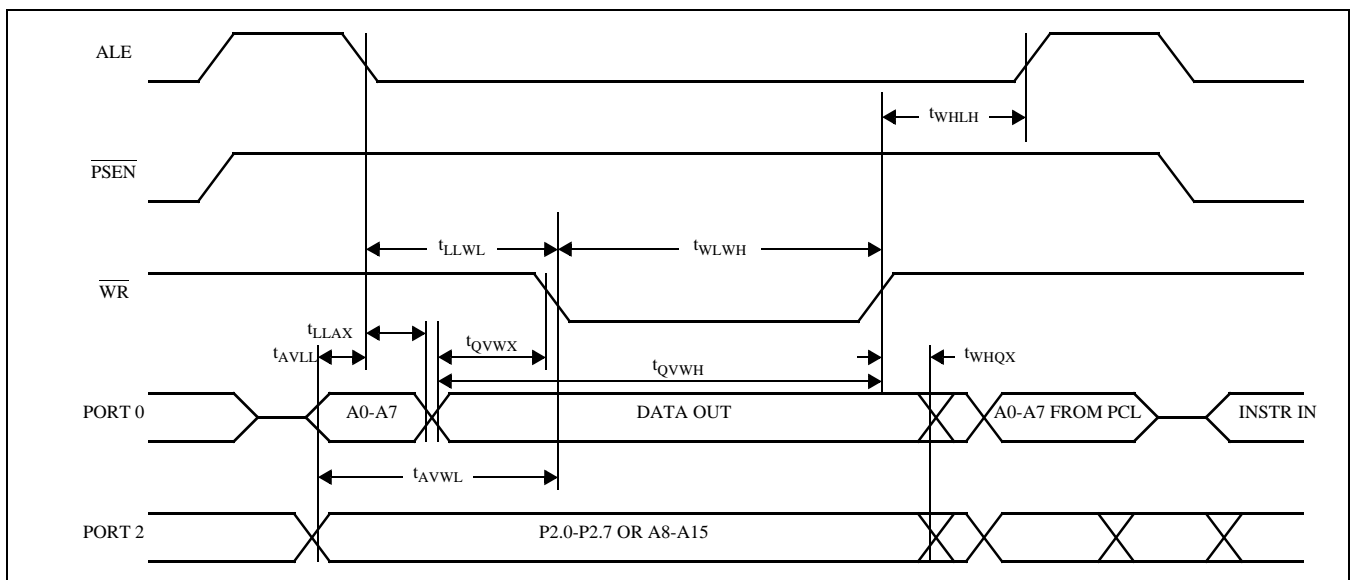 ALE
tWHLH
PSEN
tLLWL
tWLWH
WR
tLLAX
tQVWX
tAVLL
tWHQX
tQVWH
PORT 0
A0-A7
DATA OUT
A0-A7 FROM PCL
INSTR IN
tAVWL
PORT 2
P2.0-P2.7 OR A8-A15